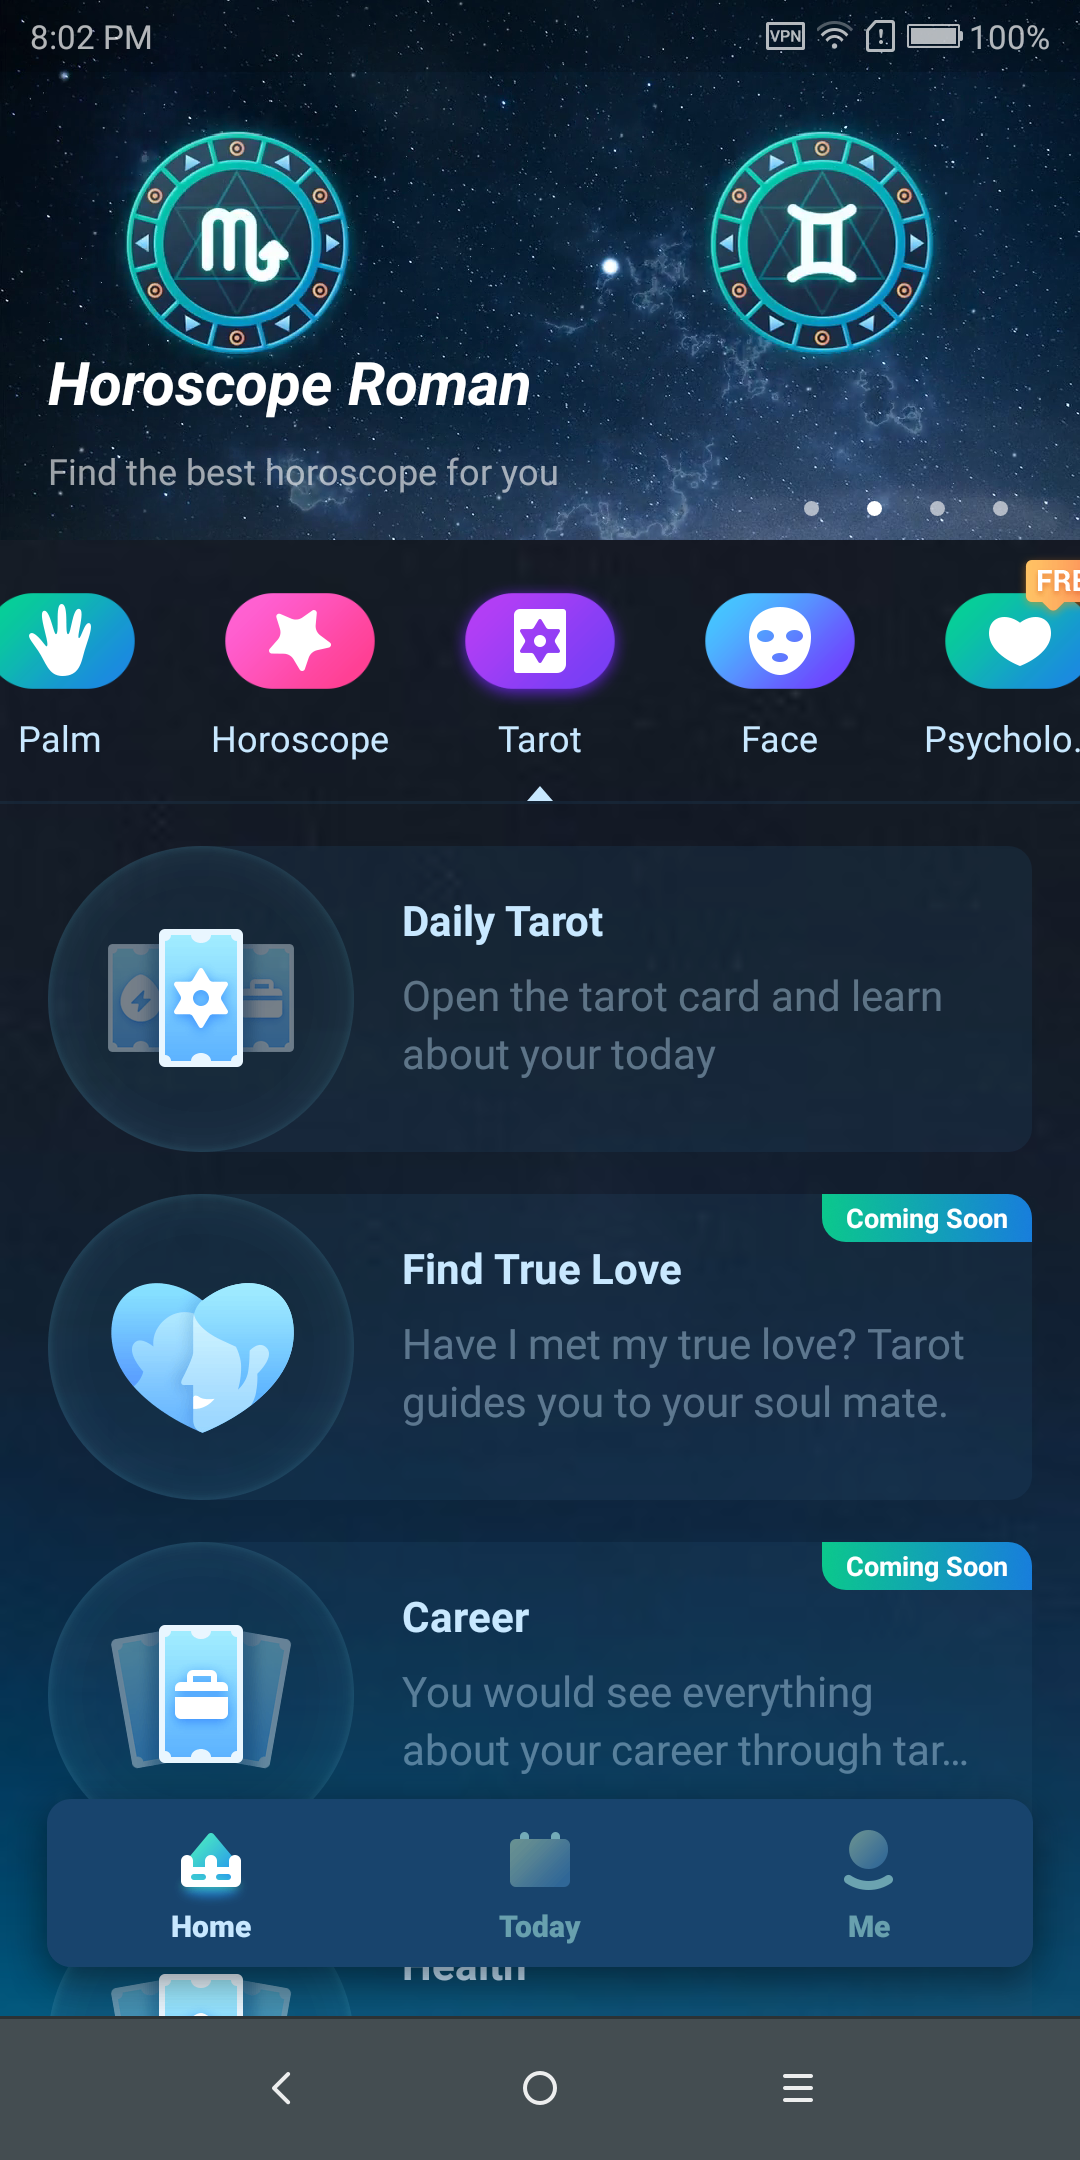 8:02 PM
VPN
100%
Horoscope Roman
Find the best horoscope for you
FRE
Palm
Horoscope
Tarot
Face
Psycholo.
Daily Tarot
Open the tarot card and learn
about your today
Coming Soon
Find True Love
Have I met my true love? Tarot
guides you to your soul mate.
Coming Soon
Career
You would see everything
about your career through tar...
Home
Today
Me
Health